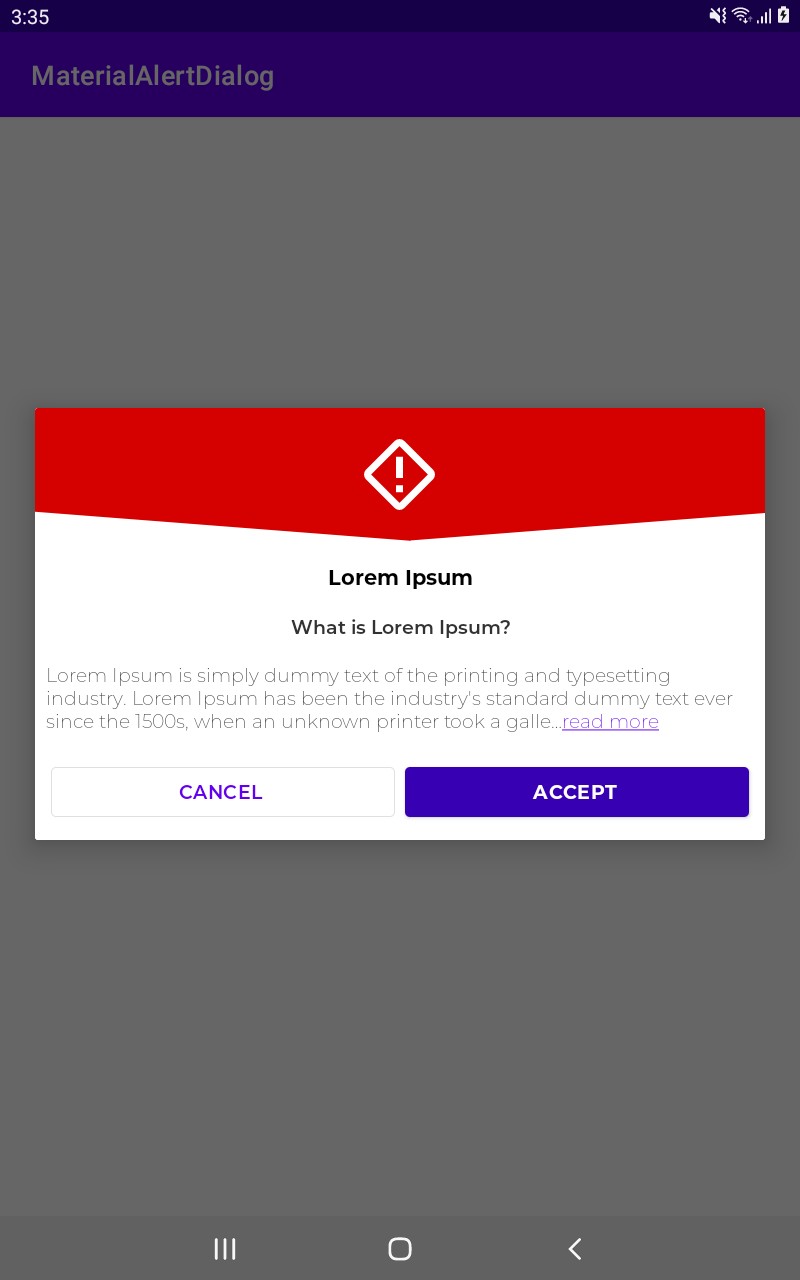 3:35
MaterialAlertDialog
Lorem Ipsum
What is Lorem Ipsum?
Lorem Ipsum is simply dummy text of the printing and typesetting
industry. Lorem Ipsum has been the industry's standard dummy text ever
since the 1500s, when an unknown printer took a galle...read more
CANCEL
ACCEPT